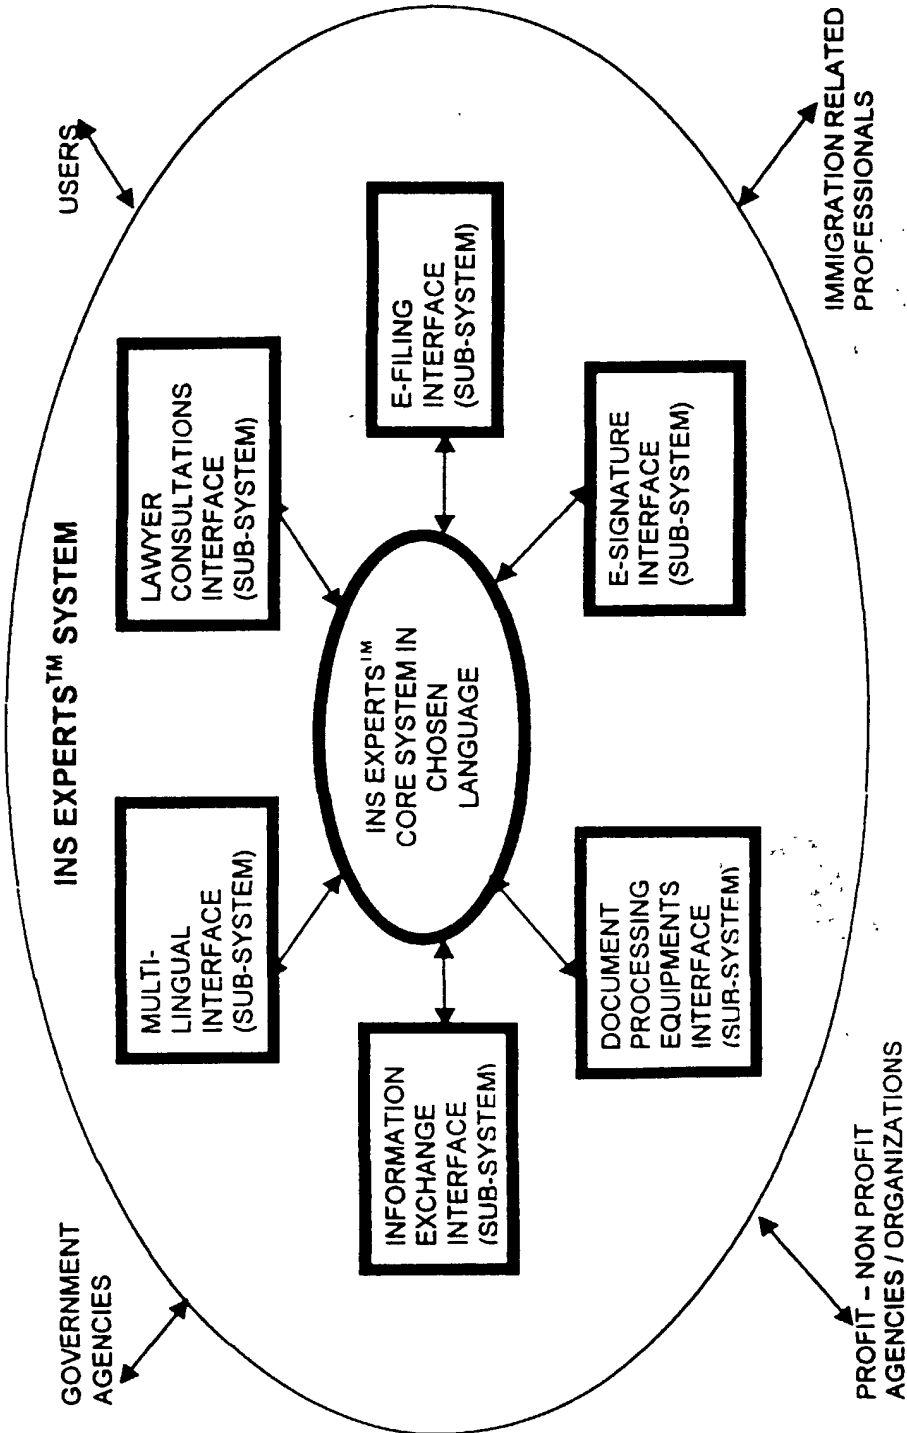 GOVERNMENT
AGENCIES
USERS
INS EXPERTS™ SYSTEM
MULTI-
LINGUAL
INTERFACE
(SUB-SYSTEM)
LAWYER
CONSULTATIONS
INTERFACE
(SUB-SYSTEM)
INFORMATION
EXCHANGE
INTERFACE
(SUB-SYSTEM)
INS EXPERTS™
CORE SYSTEM IN
CHOSEN
LANGUAGE
E-FILING
INTERFACE
(SUB-SYSTEM)
DOCUMENT
PROCESSING
EQUIPMENTS
INTERFACE
(SUB-SYSTEM)
E-SIGNATURE
INTERFACE
(SUB-SYSTEM)
PROFIT – NON PROFIT
AGENCIES / ORGANIZATIONS
IMMIGRATION RELATED
PROFESSIONALS